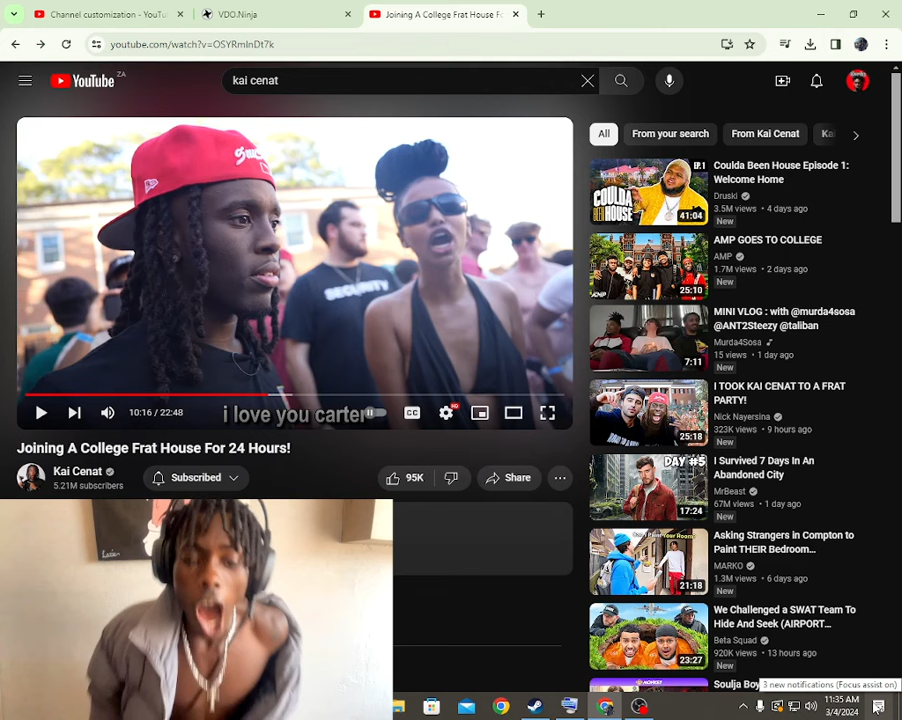 Channel customization - YouTu
VDO.Ninja
Joining A College Frat House Fo
youtube.com/watch?v=OSYRmInDt7k
YouTube ZA
kai cenat
SECURITY
i love you carter
10:16 / 22:48
CC
HD
Joining A College Frat House For 24 Hours!
Kai Cenat
5.21M subscribers
Subscribed
95K
Share
All
From your search
From Kai Cenat
Kai
COULDA BEEN HOUSE
EP.1
41:04
Coulda Been House Episode 1:
Welcome Home
Druski
3.5M views • 4 days ago
New
25:10
AMP GOES TO COLLEGE
AMP
1.7M views • 2 days ago
New
7:11
MINI VLOG : with @murda4sosa
@ANT2Steezy @taliban
Murda4Sosa
15 views • 1 day ago
New
25:18
I TOOK KAI CENAT TO A FRAT
PARTY!
Nick Nayersina
323K views • 9 hours ago
New
DAY #5
17:24
I Survived 7 Days In An
Abandoned City
MrBeast
67M views • 1 day ago
New
21:18
Asking Strangers in Compton to
Paint THEIR Bedroom...
MARKO
1.3M views • 6 days ago
New
23:27
We Challenged a SWAT Team To
Hide And Seek (AIRPORT...
Beta Squad
920K views • 13 hours ago
New
Soulja Boy
3 new notifications (Focus assist on)
11:35 AM
3/4/2024